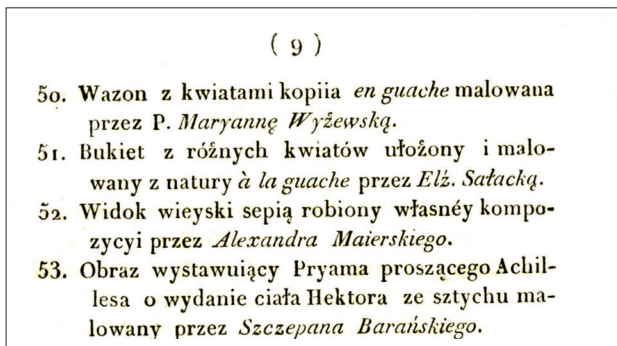 ( 9 )
50. Wazon z kwiatami kopiia en guache malowana
przez P. Maryannę Wyżewską.
51. Bukiet z różnych kwiatów ułożony i malo-
wany z natury à la guache przez Elż. Sałacką.
52. Widok wieyski sepią robiony własnéy kompo-
zycyi przez Alexandra Maierskiego.
53. Obraz wystawuiący Pryama proszącego Achil-
lesa o wydanie ciała Hektora ze sztychu ma-
lowany przez Szczepana Barańskiego.